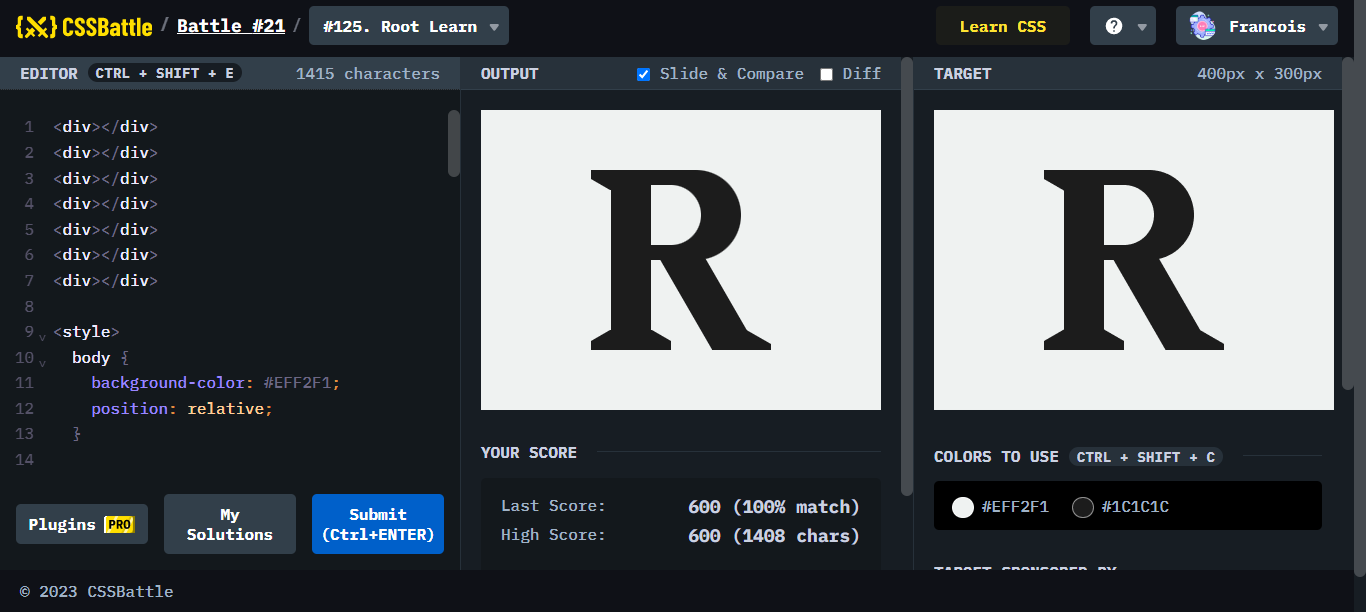 {X} CSSBattle / Battle #21 / #125. Root Learn
Learn CSS
?
Francois
EDITOR CTRL + SHIFT + E 1415 characters
1 <div></div>
2 <div></div>
3 <div></div>
4 <div></div>
5 <div></div>
6 <div></div>
7 <div></div>
8
9 <style>
10 body {
11 background-color: #EFF2F1;
12 position: relative;
13 }
14
Plugins PRO
My Solutions
Submit (Ctrl+ENTER)
OUTPUT Slide & Compare Diff
R
YOUR SCORE
Last Score: 600 (100% match)
High Score: 600 (1408 chars)
TARGET 400px x 300px
R
COLORS TO USE CTRL + SHIFT + C
#EFF2F1 #1C1C1C
TARGET SPONSORED BY
© 2023 CSSBattle